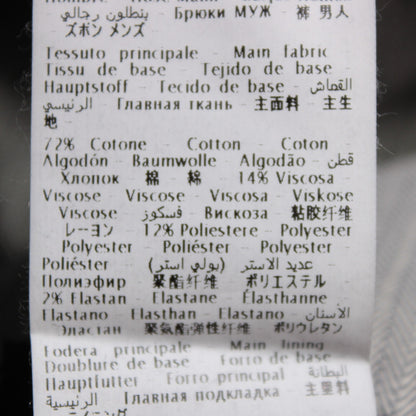 بنطلون رجالي - Брюки МУЖ - 裤 男人
ズボン メンズ
Tessuto principale - Main fabric
Tissu de base - Tejido de base -
Hauptstoff - Tecido de base - القماش
الرئيسي - Главная ткань - 主面料 - 主生
地 -
72% Cotone - Cotton - Coton
Algodón - Baumwolle - Algodão - قطن
Хлопок - 棉 - 綿 - 14% Viscosa
Viscose - Viscose - Viscosa - Viskose
Viscose - فسكوز - Вискоза - 粘胶纤维
レーヨン - 12% Poliestere - Polyester
Polyester - Poliéster - Polyester
Poliéster - عديد الاستر (بولي استر)
Полиэфир - 聚酯纤维 - ポリエステル
2% Elastan - Elastane - Élasthanne
Elastano - Elasthan - Elastano - الأستان
Эластан - 聚氨酯弹性纤维 - ポリウレタン
Fodera principale - Main lining
Doublure de base - Forro de base
Hauptfutter - Forro principal - البطانة
الرئيسية - Главная подкладка - 主里料